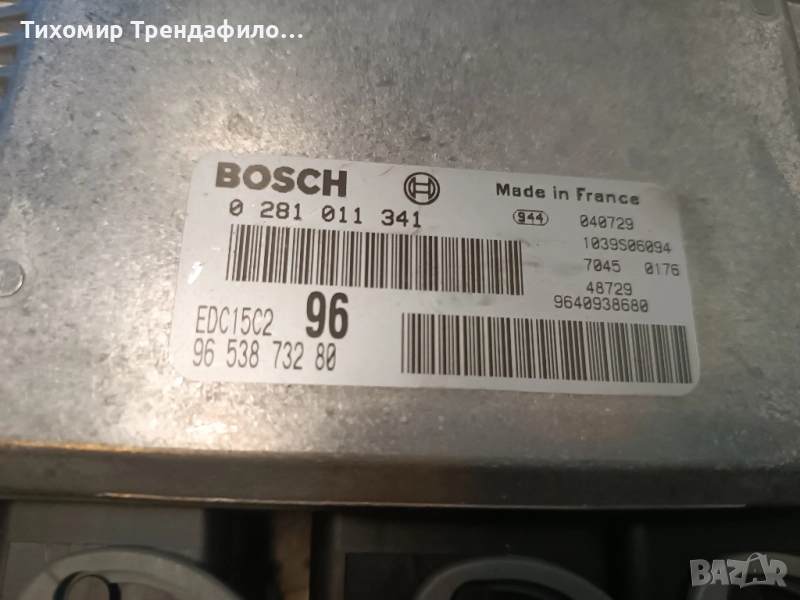 Тихомир Трендафило...
BOSCH
Made in France
0 281 011 341
944 040729
1039S06094
7045 0176
48729
9640938680
EDC15C2 96
96 538 732 80
BAZAR